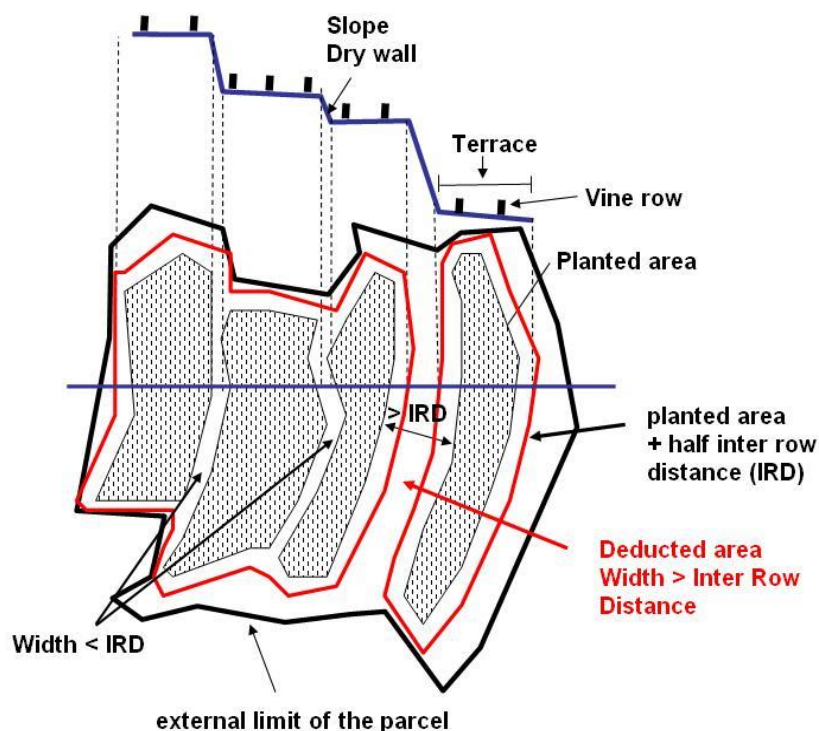 Slope
Dry wall
Terrace
Vine row
Planted area
> IRD
planted area
+ half inter row
distance (IRD)
Deducted area
Width > Inter Row
Distance
Width < IRD
external limit of the parcel